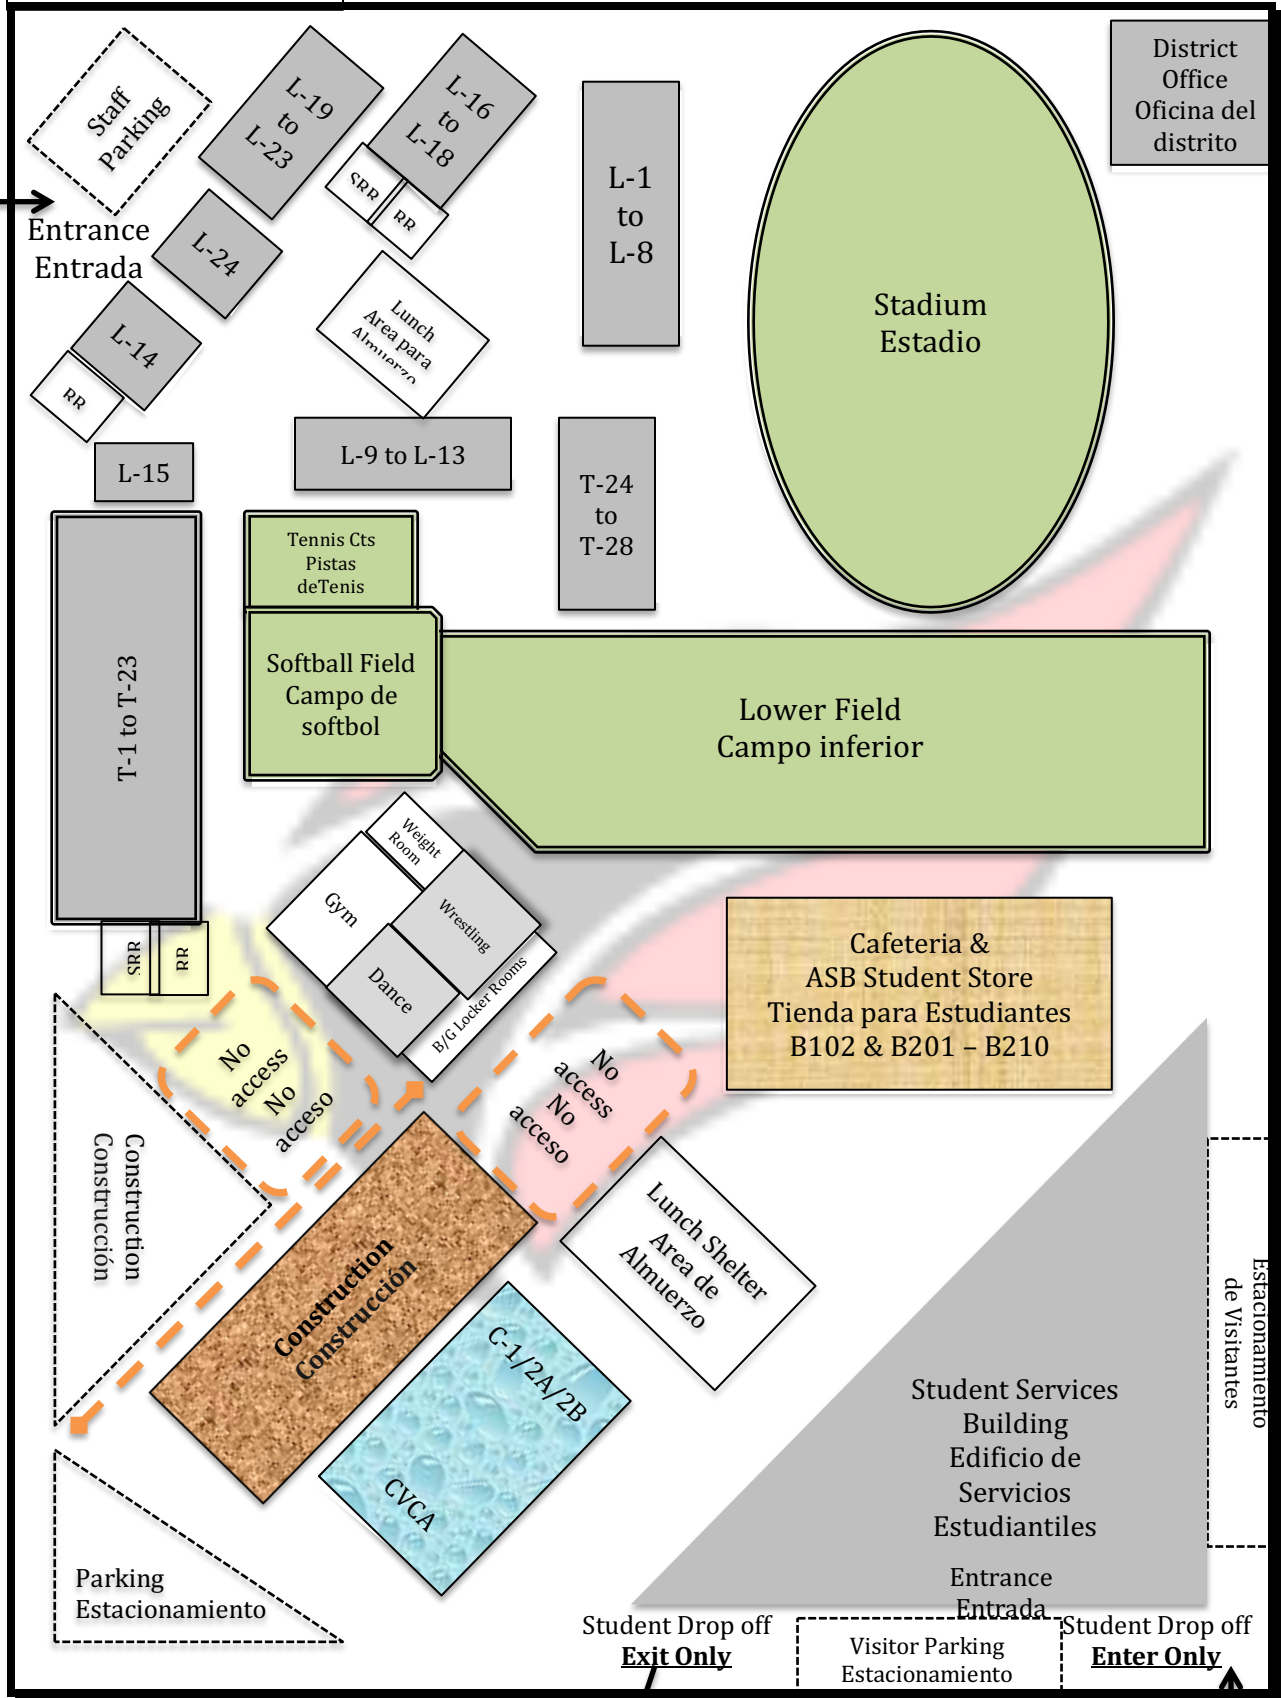 Staff
Parking
L-19
to
L-23
L-16
to
L-18
SRR
RR
L-1
to
L-8
District
Office
Oficina del
distrito
Entrance
Entrada
L-24
Lunch
Area para
Almuerzo
Stadium
Estadio
L-14
RR
L-15
L-9 to L-13
T-24
to
T-28
Tennis Cts
Pistas
deTenis
T-1 to T-23
Softball Field
Campo de
softbol
Lower Field
Campo inferior
Weight
Room
Gym
Wrestling
Dance
B/G Locker Rooms
SRR
RR
Cafeteria &
ASB Student Store
Tienda para Estudiantes
B102 & B201 – B210
No
access
No
acceso
No
access
No
acceso
Construction
Construcción
Construction
Construcción
Lunch Shelter
Area de
Almuerzo
C-1/2A/2B
CVCA
Estacionamiento
de Visitantes
Student Services
Building
Edificio de
Servicios
Estudiantiles
Entrance
Entrada
Parking
Estacionamiento
Student Drop off
Exit Only
Visitor Parking
Estacionamiento
Student Drop off
Enter Only